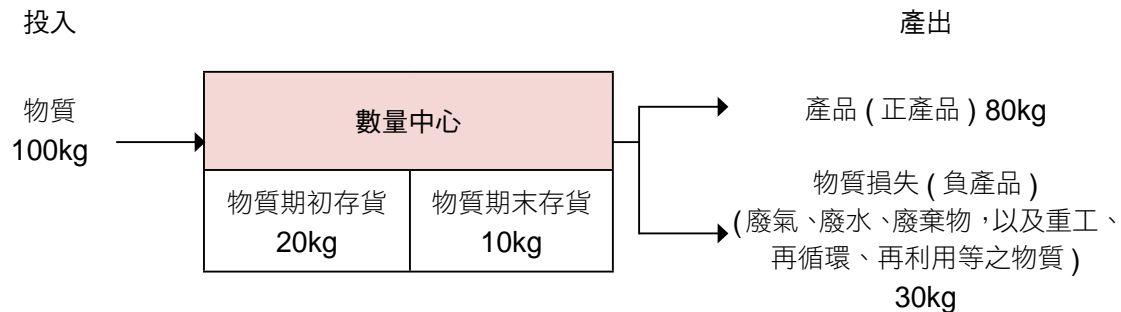 投入
產出
物質
100kg
數量中心
物質期初存貨
20kg
物質期末存貨
10kg
產品 ( 正產品 ) 80kg
物質損失 ( 負產品 )
( 廢氣、廢水、廢棄物，以及重工、
再循環、再利用等之物質 )
30kg